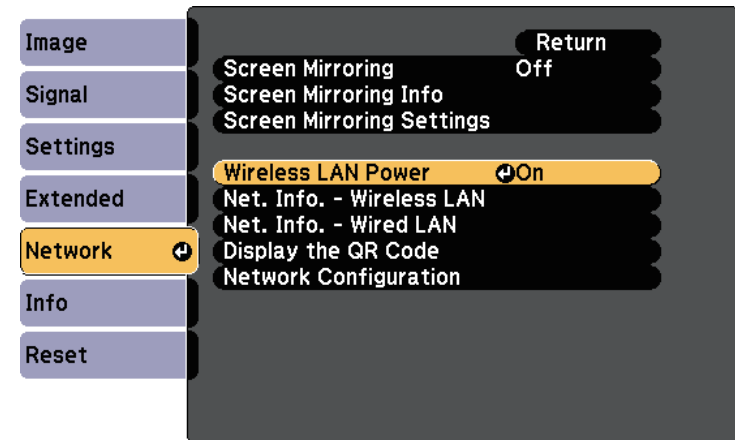 Image
Signal
Settings
Extended
Network
Info
Reset
Return
Screen Mirroring Off
Screen Mirroring Info
Screen Mirroring Settings
Wireless LAN Power On
Net. Info. - Wireless LAN
Net. Info. - Wired LAN
Display the QR Code
Network Configuration